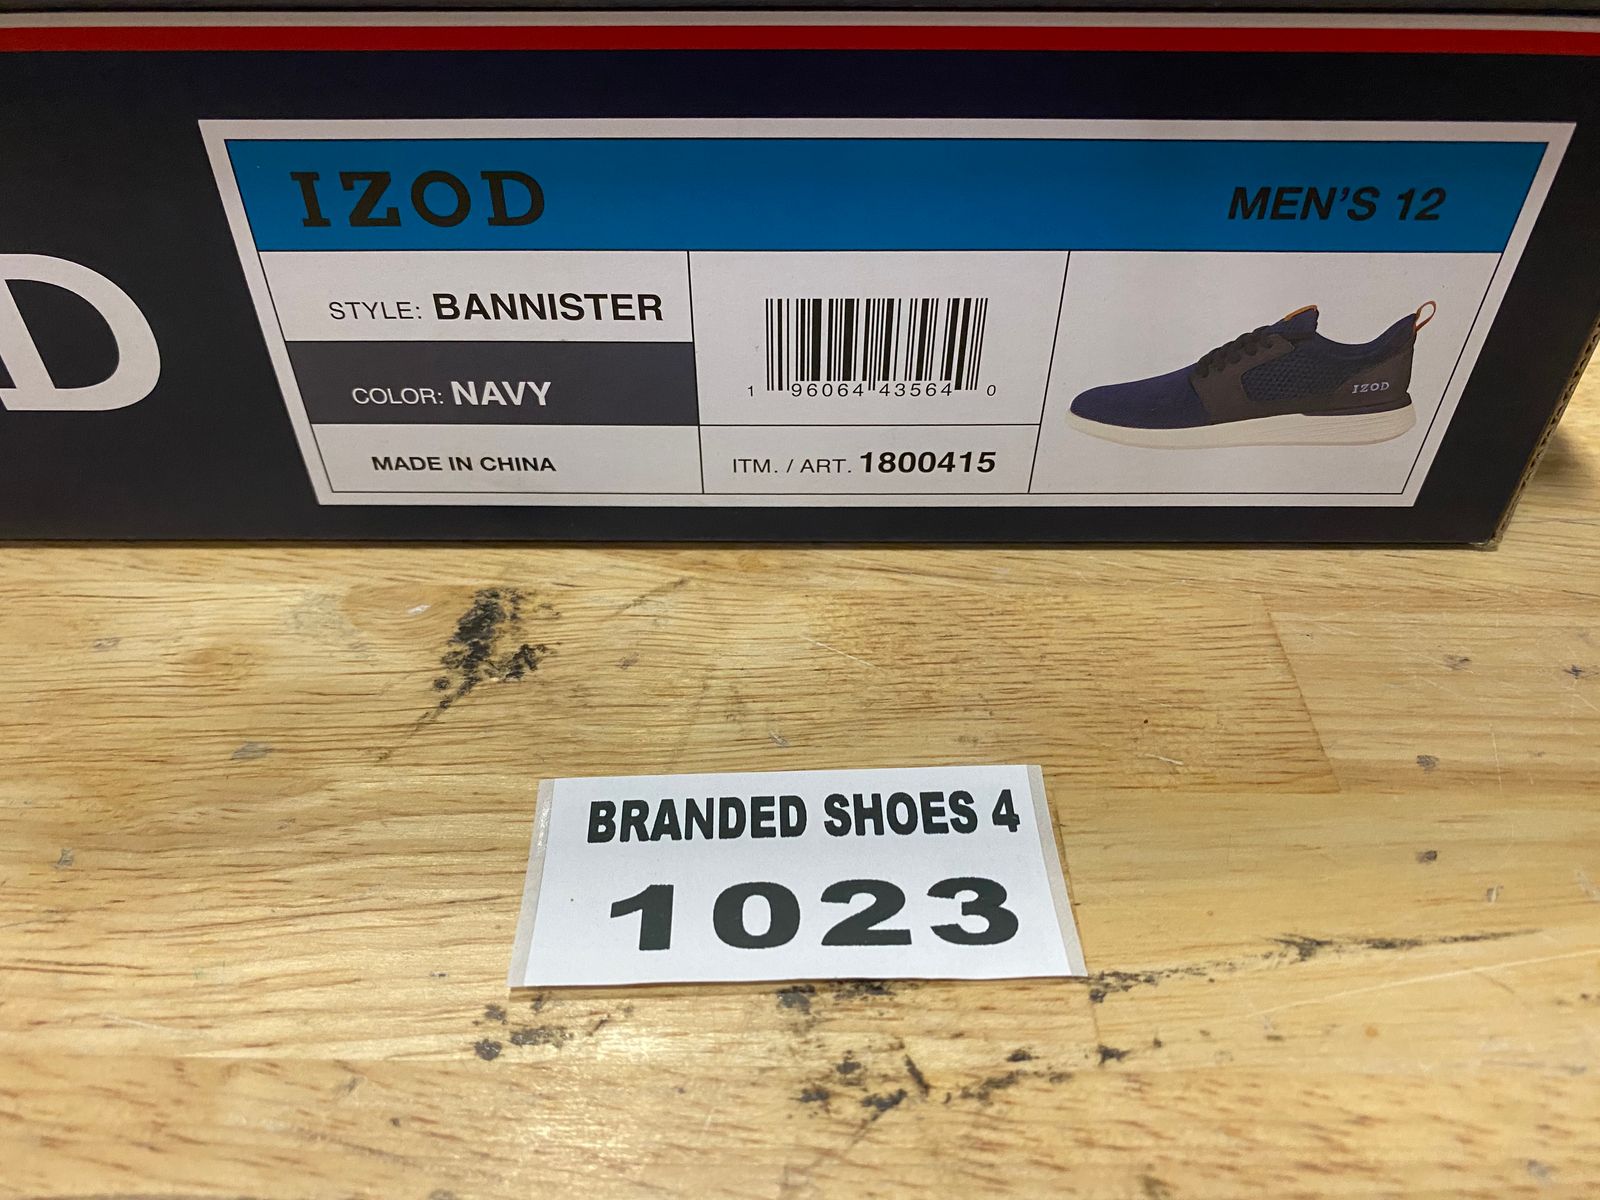 IZOD
MEN'S 12
STYLE: BANNISTER
COLOR: NAVY
MADE IN CHINA
1 96064 43564 0
ITM. / ART. 1800415
IZOD
D
BRANDED SHOES 4
1023